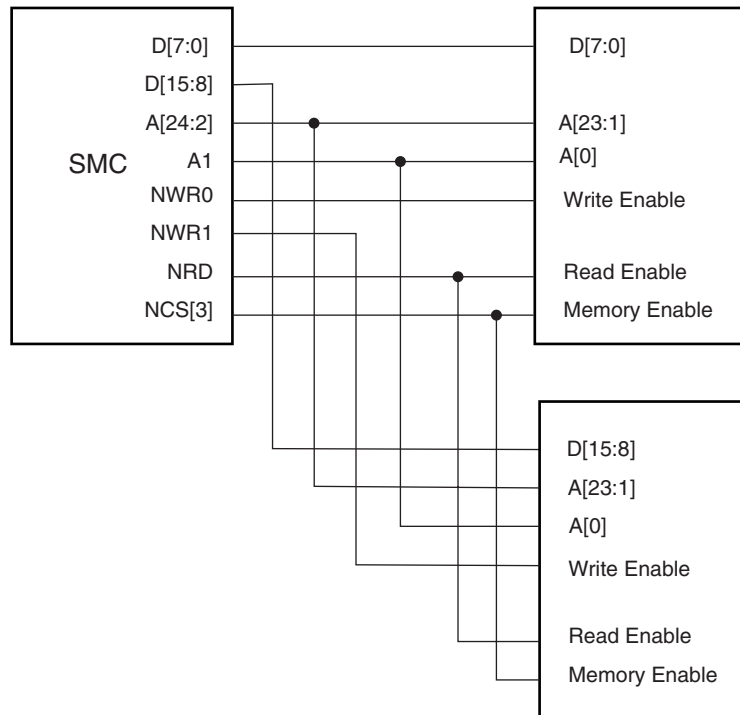 D[7:0]
D[15:8]
A[24:2]
SMC
A1
NWR0
NWR1
NRD
NCS[3]
D[7:0]
A[23:1]
A[0]
Write Enable
Read Enable
Memory Enable
D[15:8]
A[23:1]
A[0]
Write Enable
Read Enable
Memory Enable